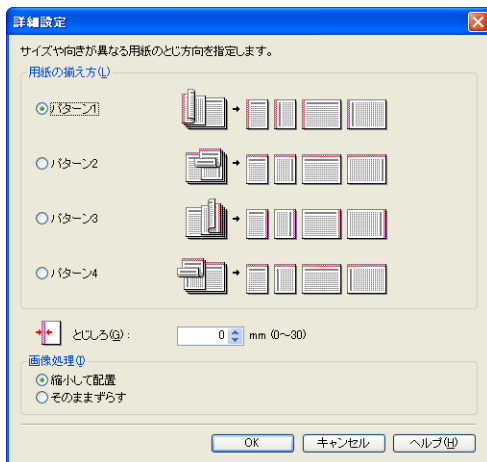 詳細設定
サイズや向きが異なる用紙のとじ方向を指定します。
用紙の揃え方(L)
パターン1
パターン2
パターン3
パターン4
とじしろ(G): 0 mm (0~30)
画像処理(I)
縮小して配置
そのままずらす
OK キャンセル ヘルプ(H)